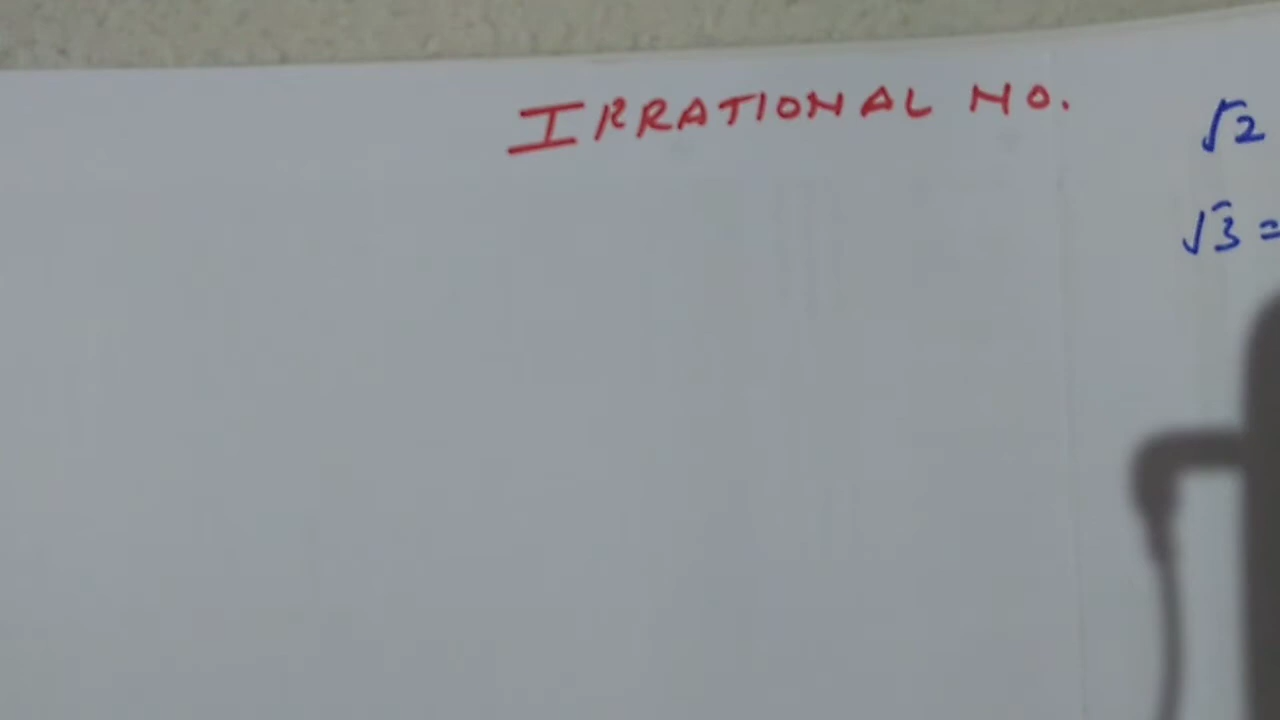 IRRATIONAL NO.
√2
√3 =